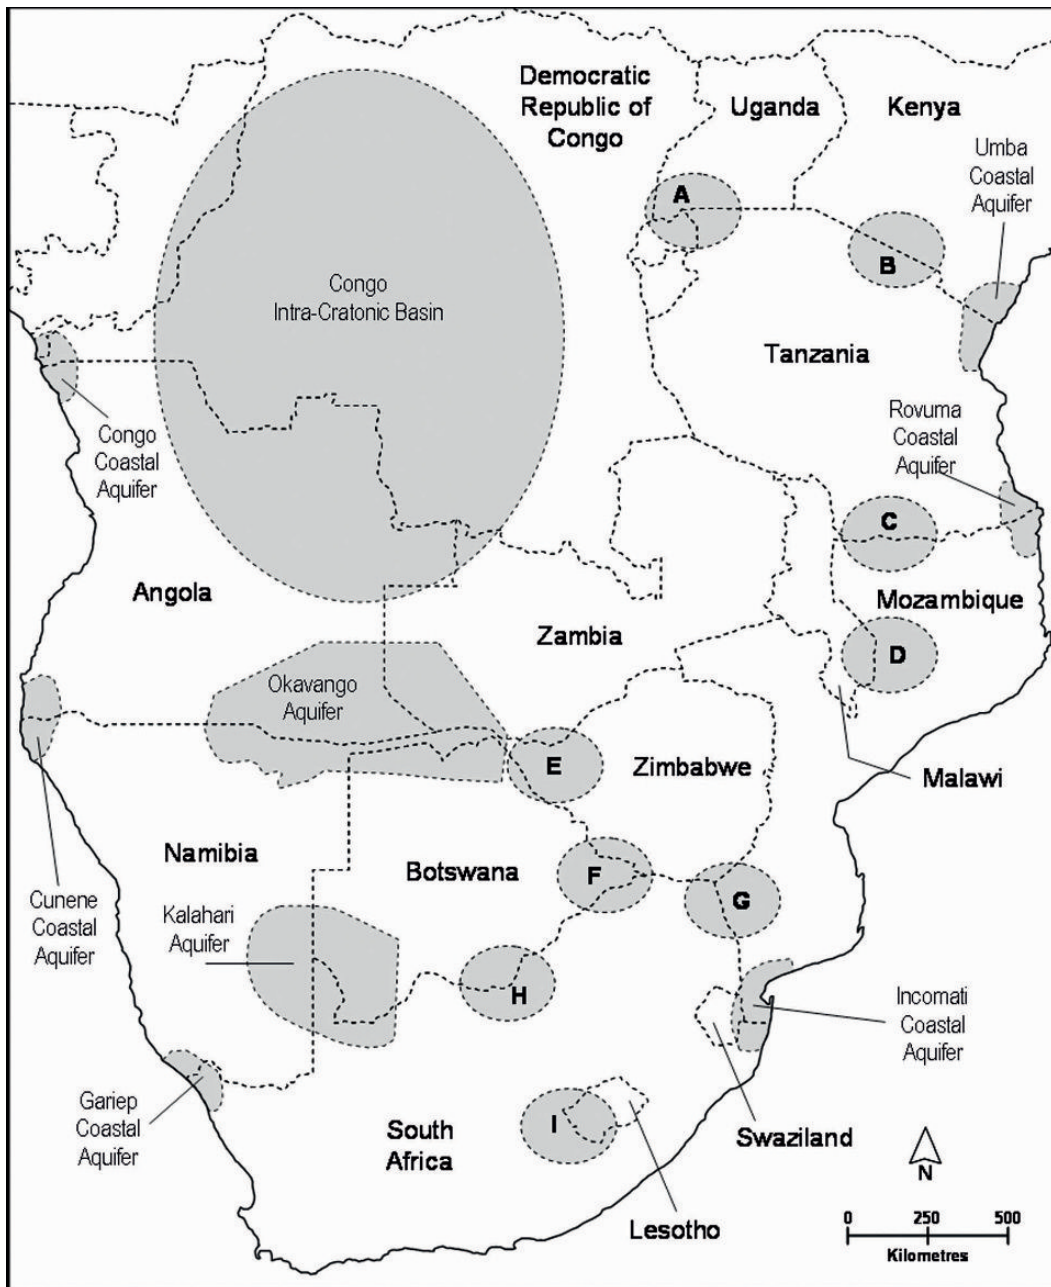 Democratic
Republic of
Congo
Uganda
Kenya
Umba
Coastal
Aquifer
A
B
Congo
Intra-Cratonic Basin
Tanzania
Rovuma
Coastal
Aquifer
Congo
Coastal
Aquifer
C
Angola
Mozambique
Zambia
D
Okavango
Aquifer
E
Zimbabwe
Malawi
Namibia
Botswana
F
G
Cunene
Coastal
Aquifer
Kalahari
Aquifer
H
Incomati
Coastal
Aquifer
Gariep
Coastal
Aquifer
South
Africa
I
Swaziland
Lesotho
N
0 250 500
Kilometres